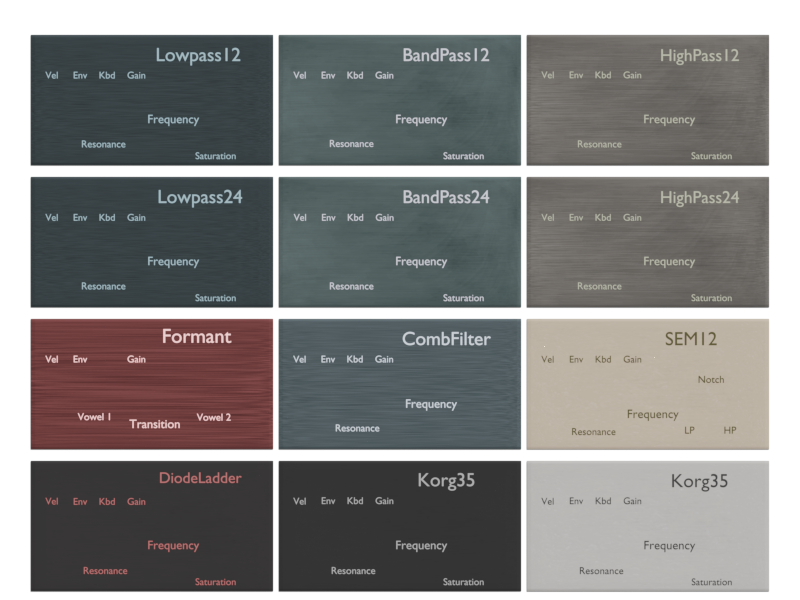 Lowpass12
Vel Env Kbd Gain
Frequency
Resonance
Saturation
BandPass12
Vel Env Kbd Gain
Frequency
Resonance
Saturation
HighPass12
Vel Env Kbd Gain
Frequency
Resonance
Saturation
Lowpass24
Vel Env Kbd Gain
Frequency
Resonance
Saturation
BandPass24
Vel Env Kbd Gain
Frequency
Resonance
Saturation
HighPass24
Vel Env Kbd Gain
Frequency
Resonance
Saturation
Formant
Vel Env Gain
Vowel 1 Transition Vowel 2
CombFilter
Vel Env Kbd Gain
Frequency
Resonance
SEM12
Vel Env Kbd Gain
Notch
Frequency
Resonance LP HP
DiodeLadder
Vel Env Kbd Gain
Frequency
Resonance
Saturation
Korg35
Vel Env Kbd Gain
Frequency
Resonance
Saturation
Korg35
Vel Env Kbd Gain
Frequency
Resonance
Saturation